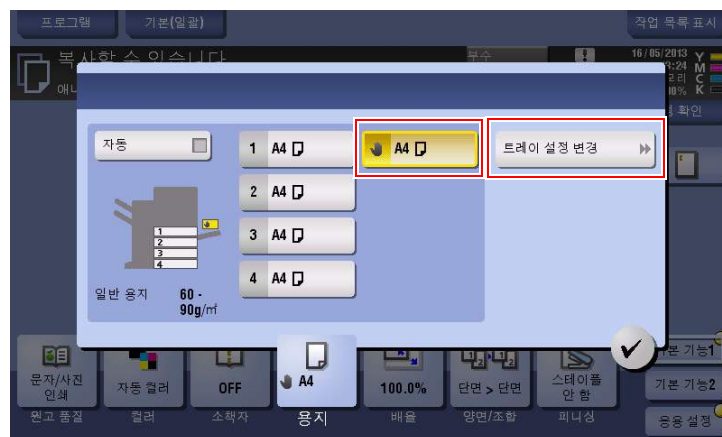 프로그램
기본(일괄)
작업 목록 표시
복사할 수 있습니다
부수
16/05/2013
Y
M
C
K
확인
자동
1 A4
A4
트레이 설정 변경
2 A4
3 A4
4 A4
1
2
3
4
일반 용지
60 -
90g/㎡
문자/사진
인쇄
자동 컬러
OFF
A4
100.0%
단면 > 단면
스테이플
안 함
기본 기능2
원고 품질
컬러
소책자
용지
배율
양면/조합
피니싱
응용 설정